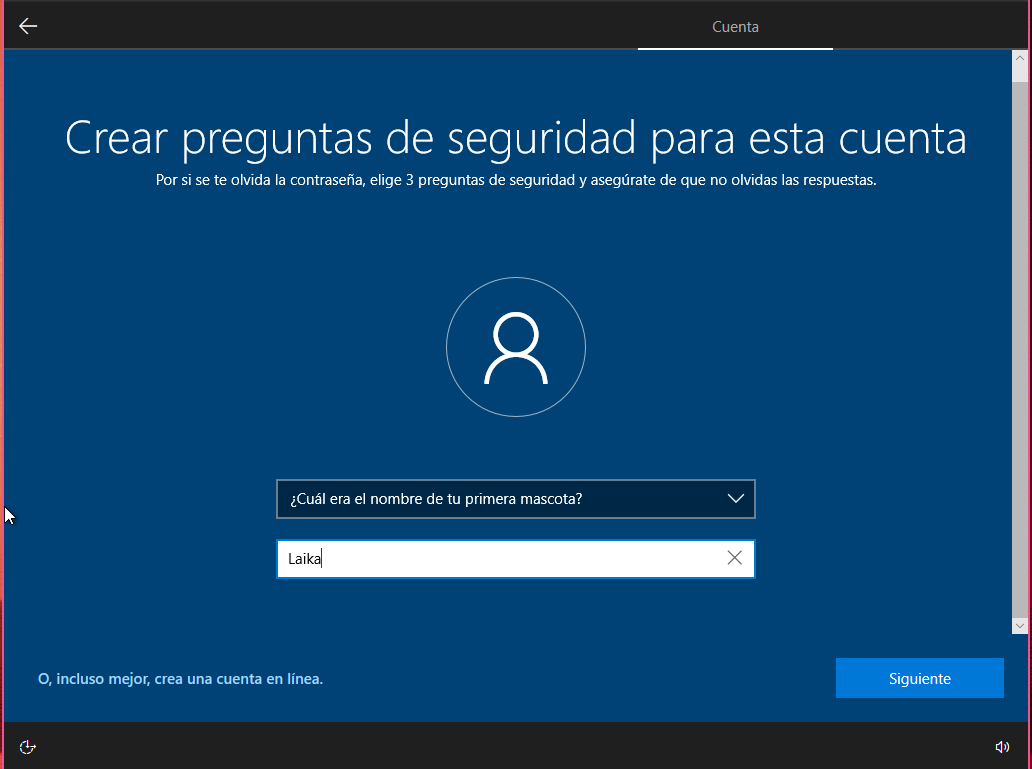 Cuenta
Crear preguntas de seguridad para esta cuenta
Por si se te olvida la contraseña, elige 3 preguntas de seguridad y asegúrate de que no olvidas las respuestas.
¿Cuál era el nombre de tu primera mascota?
Laika
O, incluso mejor, crea una cuenta en línea.
Siguiente